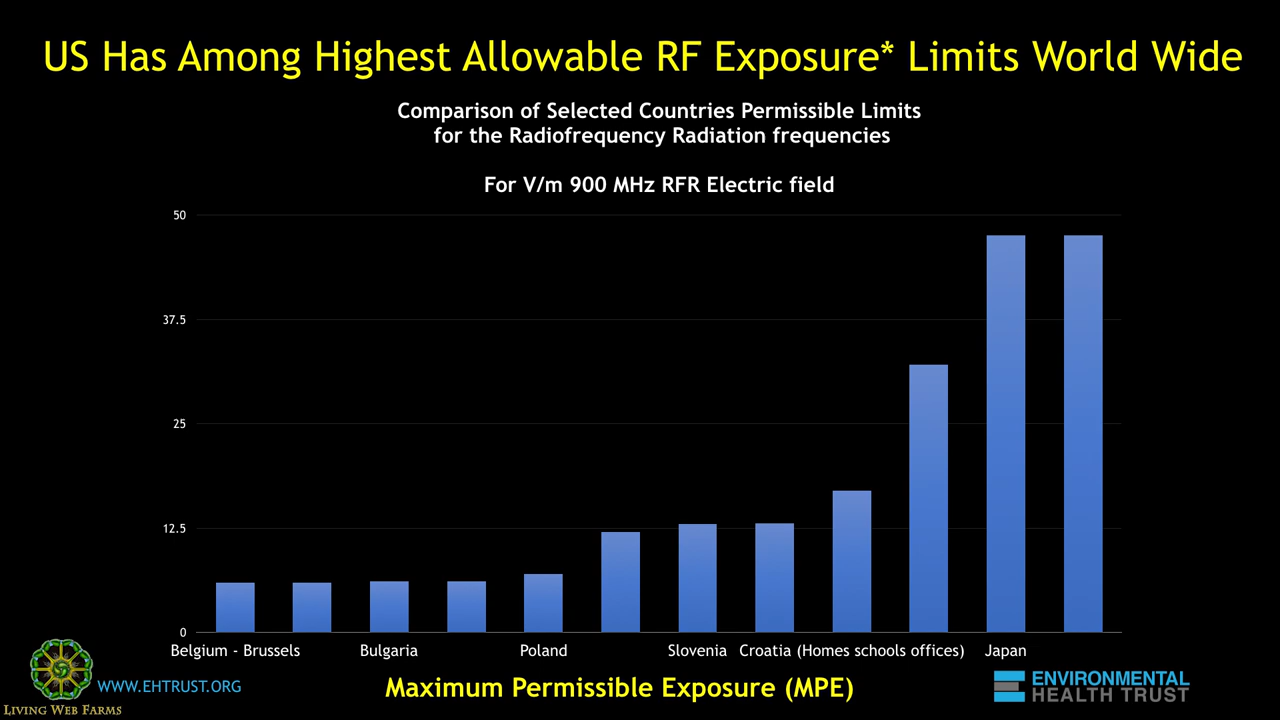 US Has Among Highest Allowable RF Exposure* Limits World Wide
Comparison of Selected Countries Permissible Limits
for the Radiofrequency Radiation frequencies
For V/m 900 MHz RFR Electric field
50
37.5
25
12.5
0
Belgium - Brussels
Bulgaria
Poland
Slovenia
Croatia (Homes schools offices)
Japan
WWW.EHTRUST.ORG
Maximum Permissible Exposure (MPE)
ENVIRONMENTAL
HEALTH TRUST
LIVING WEB FARMS